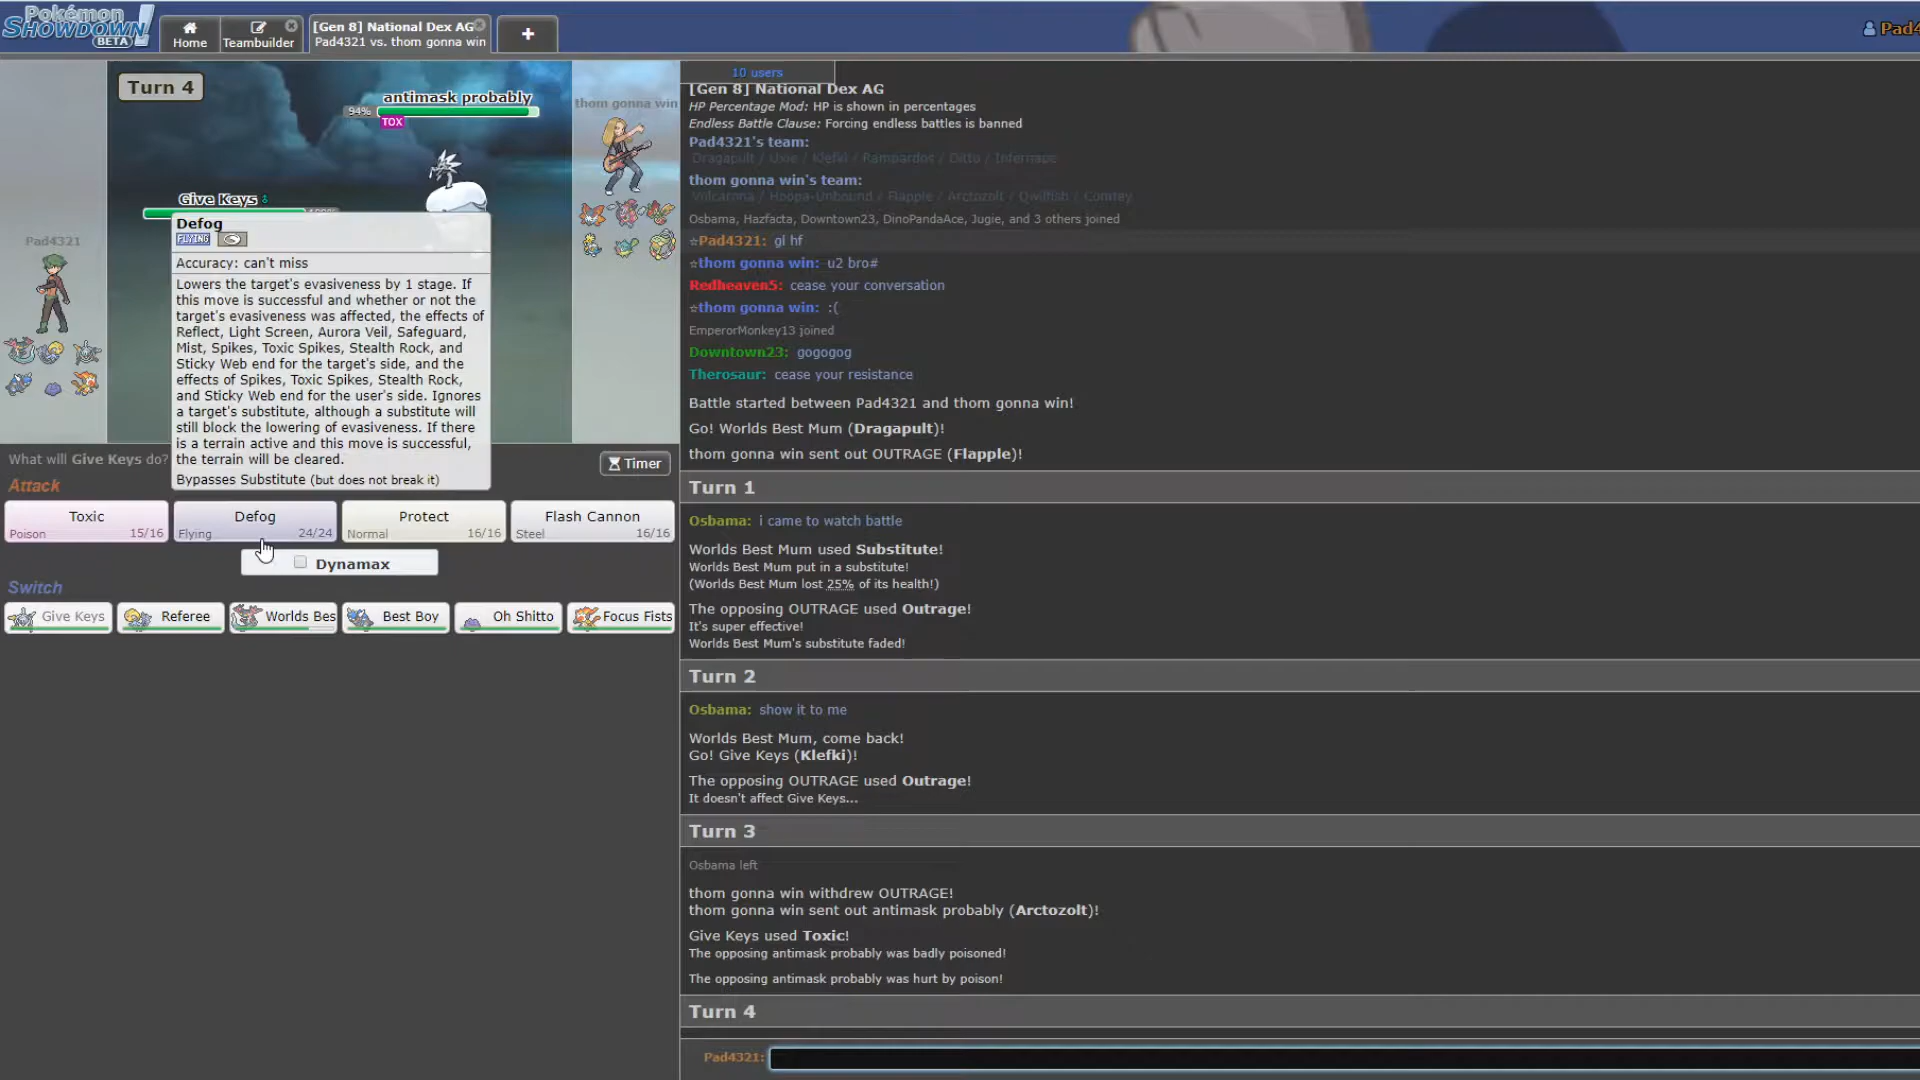 Pokémon
SHOWDOWN!
BETA
Home
Teambuilder
[Gen 8] National Dex AG
Pad4321 vs. thom gonna win
+
Turn 4
antimask probably
94%
TOX
Give Keys
Pad4321
thom gonna win
Defog
FLYING
Accuracy: can't miss
Lowers the target's evasiveness by 1 stage. If
this move is successful and whether or not the
target's evasiveness was affected, the effects of
Reflect, Light Screen, Aurora Veil, Safeguard,
Mist, Spikes, Toxic Spikes, Stealth Rock, and
Sticky Web end for the target's side, and the
effects of Spikes, Toxic Spikes, Stealth Rock,
and Sticky Web end for the user's side. Ignores
a target's substitute, although a substitute will
still block the lowering of evasiveness. If there
is a terrain active and this move is successful,
the terrain will be cleared.
Bypasses Substitute (but does not break it)
What will Give Keys do?
Timer
Attack
Toxic
Poison 15/16
Defog
Flying 24/24
Protect
Normal 16/16
Flash Cannon
Steel 16/16
Dynamax
Switch
Give Keys
Referee
Worlds Bes
Best Boy
Oh Shitto
Focus Fists
10 users
[Gen 8] National Dex AG
HP Percentage Mod: HP is shown in percentages
Endless Battle Clause: Forcing endless battles is banned
Pad4321's team:
Dragapult / Uxie / Klefki / Rampardos / Ditto / Infernape
thom gonna win's team:
Volcarona / Hoopa-Unbound / Flapple / Arctozolt / Qwilfish / Comfey
Osbama, Hazfacta, Downtown23, DinoPandaAce, Jugie, and 3 others joined
☆Pad4321: gl hf
☆thom gonna win: u2 bro#
Redheaven5: cease your conversation
☆thom gonna win: :(
EmperorMonkey13 joined
Downtown23: gogogog
Therosaur: cease your resistance
Battle started between Pad4321 and thom gonna win!
Go! Worlds Best Mum (Dragapult)!
thom gonna win sent out OUTRAGE (Flapple)!
Turn 1
Osbama: i came to watch battle
Worlds Best Mum used Substitute!
Worlds Best Mum put in a substitute!
(Worlds Best Mum lost 25% of its health!)
The opposing OUTRAGE used Outrage!
It's super effective!
Worlds Best Mum's substitute faded!
Turn 2
Osbama: show it to me
Worlds Best Mum, come back!
Go! Give Keys (Klefki)!
The opposing OUTRAGE used Outrage!
It doesn't affect Give Keys...
Turn 3
Osbama left
thom gonna win withdrew OUTRAGE!
thom gonna win sent out antimask probably (Arctozolt)!
Give Keys used Toxic!
The opposing antimask probably was badly poisoned!
The opposing antimask probably was hurt by poison!
Turn 4
Pad4321: